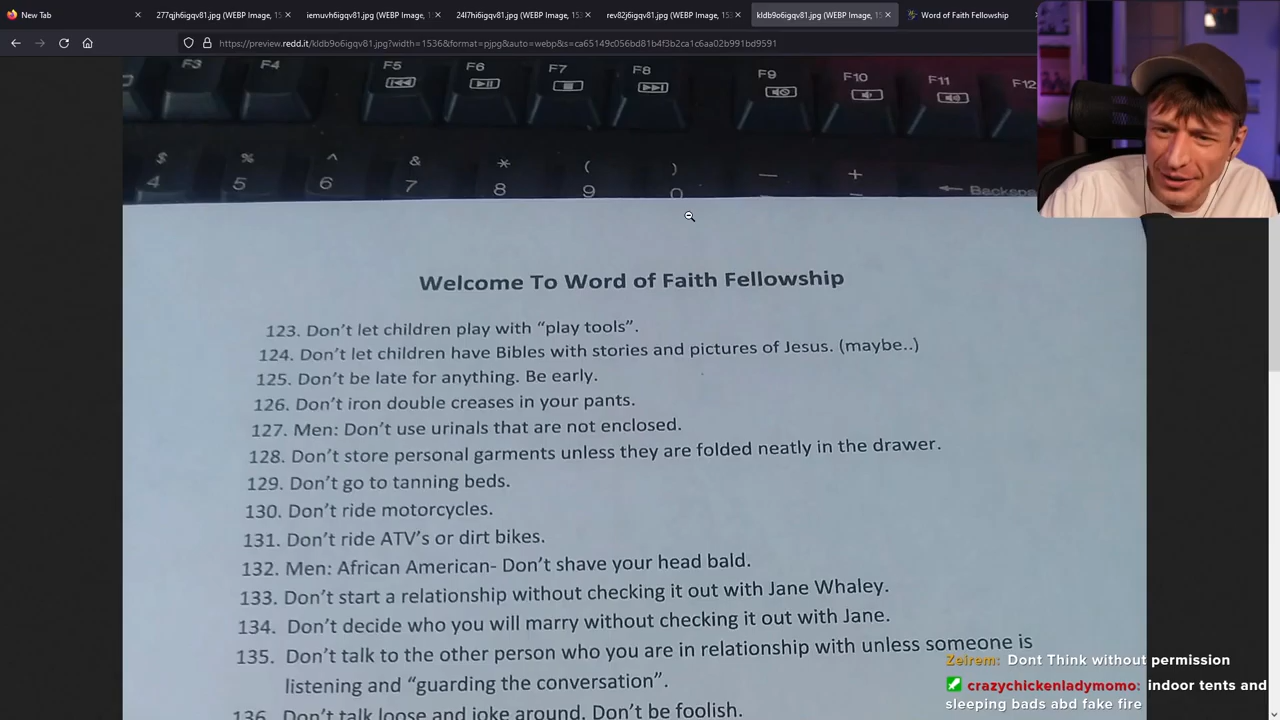 New Tab
277qjh6igqv81.jpg (WEBP Image, 15
iemuvh6igqv81.jpg (WEBP Image, 1
24l7hi6igqv81.jpg (WEBP Image, 153
rev82j6igqv81.jpg (WEBP Image, 153
kldb9o6igqv81.jpg (WEBP Image, 15
Word of Faith Fellowship
https://preview.redd.it/kldb9o6igqv81.jpg?width=1536&format=pjpg&auto=webp&s=ca65149c056bd81b4f3b2ca1c6aa02b991bd9591
F3 F4 F5 F6 F7 F8 F9 F10 F11 F12
$ % ^ & * ( ) — +
4 5 6 7 8 9 0 Backspa
Welcome To Word of Faith Fellowship
123. Don't let children play with “play tools”.
124. Don't let children have Bibles with stories and pictures of Jesus. (maybe..)
125. Don't be late for anything. Be early.
126. Don't iron double creases in your pants.
127. Men: Don't use urinals that are not enclosed.
128. Don't store personal garments unless they are folded neatly in the drawer.
129. Don't go to tanning beds.
130. Don't ride motorcycles.
131. Don't ride ATV's or dirt bikes.
132. Men: African American- Don't shave your head bald.
133. Don't start a relationship without checking it out with Jane Whaley.
134. Don't decide who you will marry without checking it out with Jane.
135. Don't talk to the other person who you are in relationship with unless someone is
listening and “guarding the conversation”.
136. Don't talk loose and joke around. Don't be foolish.
Zeirem: Dont Think without permission
crazychickenladymomo: indoor tents and
sleeping bads abd fake fire